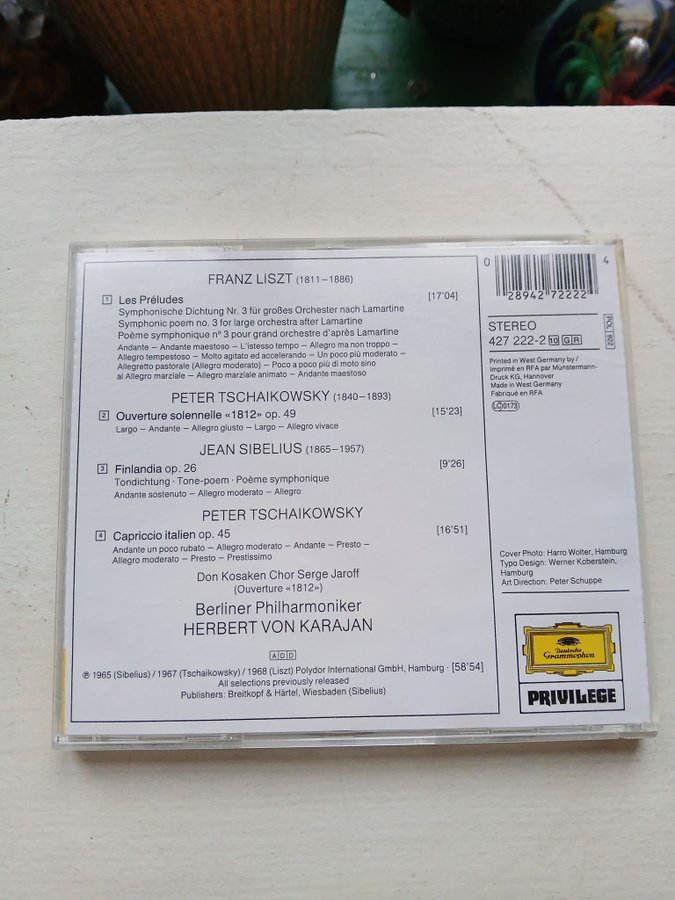 FRANZ LISZT (1811–1886)
1 Les Préludes [17'04]
Symphonische Dichtung Nr. 3 für großes Orchester nach Lamartine
Symphonic poem no. 3 for large orchestra after Lamartine
Poème symphonique n° 3 pour grand orchestre d'après Lamartine
Andante – Andante maestoso – L'istesso tempo – Allegro ma non troppo –
Allegro tempestoso – Molto agitato ed accelerando – Un poco più moderato –
Allegretto pastorale (Allegro moderato) – Poco a poco più di moto sino
al Allegro marziale – Allegro marziale animato – Andante maestoso
PETER TSCHAIKOWSKY (1840–1893)
2 Ouverture solennelle «1812» op. 49 [15'23]
Largo – Andante – Allegro giusto – Largo – Allegro vivace
JEAN SIBELIUS (1865–1957)
3 Finlandia op. 26 [9'26]
Tondichtung · Tone-poem · Poème symphonique
Andante sostenuto – Allegro moderato – Allegro
PETER TSCHAIKOWSKY
4 Capriccio italien op. 45 [16'51]
Andante un poco rubato – Allegro moderato – Andante – Presto –
Allegro moderato – Presto – Prestissimo
Don Kosaken Chor Serge Jaroff
(Ouverture «1812»)
Berliner Philharmoniker
HERBERT VON KARAJAN
ADD
℗ 1965 (Sibelius) / 1967 (Tschaikowsky) / 1968 (Liszt) Polydor International GmbH, Hamburg · [58'54]
All selections previously released
Publishers: Breitkopf & Härtel, Wiesbaden (Sibelius)
0 28942 72222 4
STEREO
427 222-2 10 GR
POL 922
Printed in West Germany by /
Imprimé en RFA par Münstermann-
Druck KG, Hannover
Made in West Germany
Fabriqué en RFA
LC 0173
Cover Photo: Harro Wolter, Hamburg
Typo Design: Werner Koberstein,
Hamburg
Art Direction: Peter Schuppe
Deutsche
Grammophon
PRIVILEGE